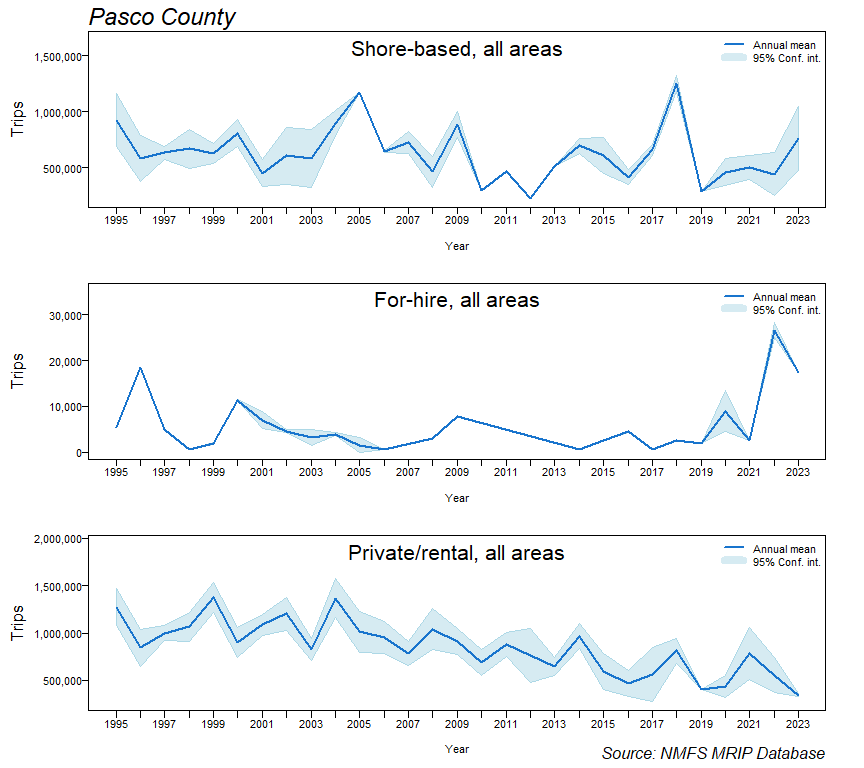 Pasco County
Shore-based, all areas
Annual mean
95% Conf. int.
Trips
1,500,000
1,000,000
500,000
1995 1997 1999 2001 2003 2005 2007 2009 2011 2013 2015 2017 2019 2021 2023
Year
For-hire, all areas
Annual mean
95% Conf. int.
Trips
30,000
20,000
10,000
0
1995 1997 1999 2001 2003 2005 2007 2009 2011 2013 2015 2017 2019 2021 2023
Year
Private/rental, all areas
Annual mean
95% Conf. int.
Trips
2,000,000
1,500,000
1,000,000
500,000
1995 1997 1999 2001 2003 2005 2007 2009 2011 2013 2015 2017 2019 2021 2023
Year
Source: NMFS MRIP Database